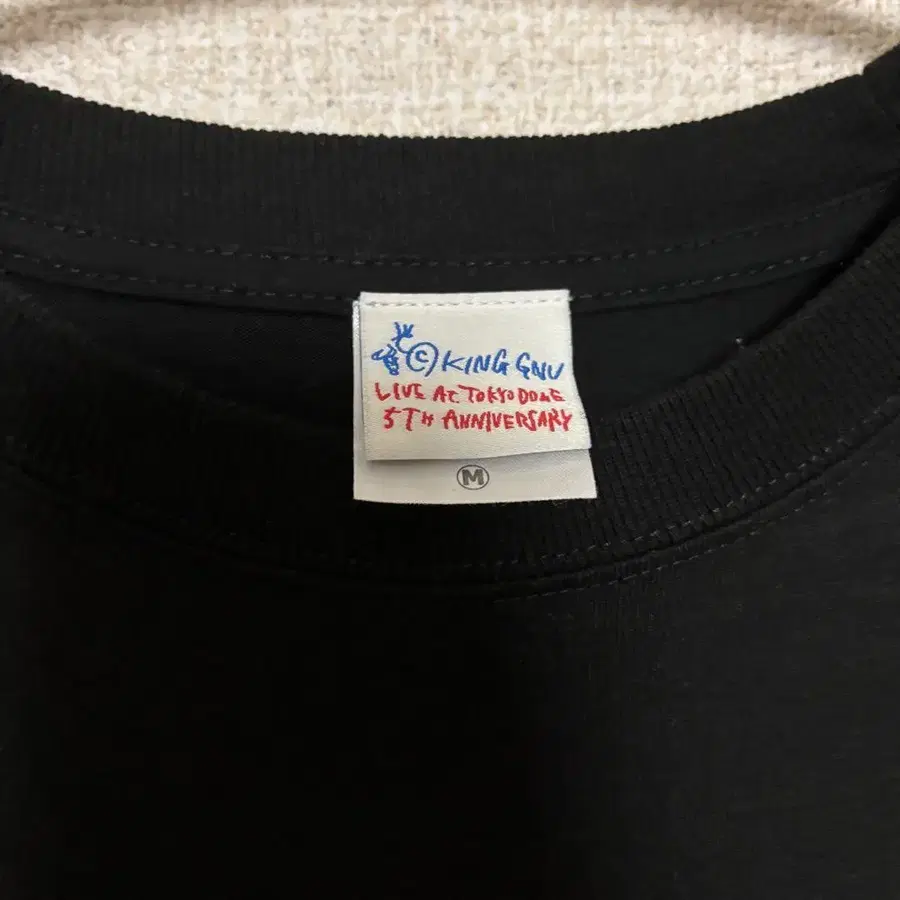 © KING GNU
LIVE AT TOKYO DOME
5TH ANNIVERSARY
M